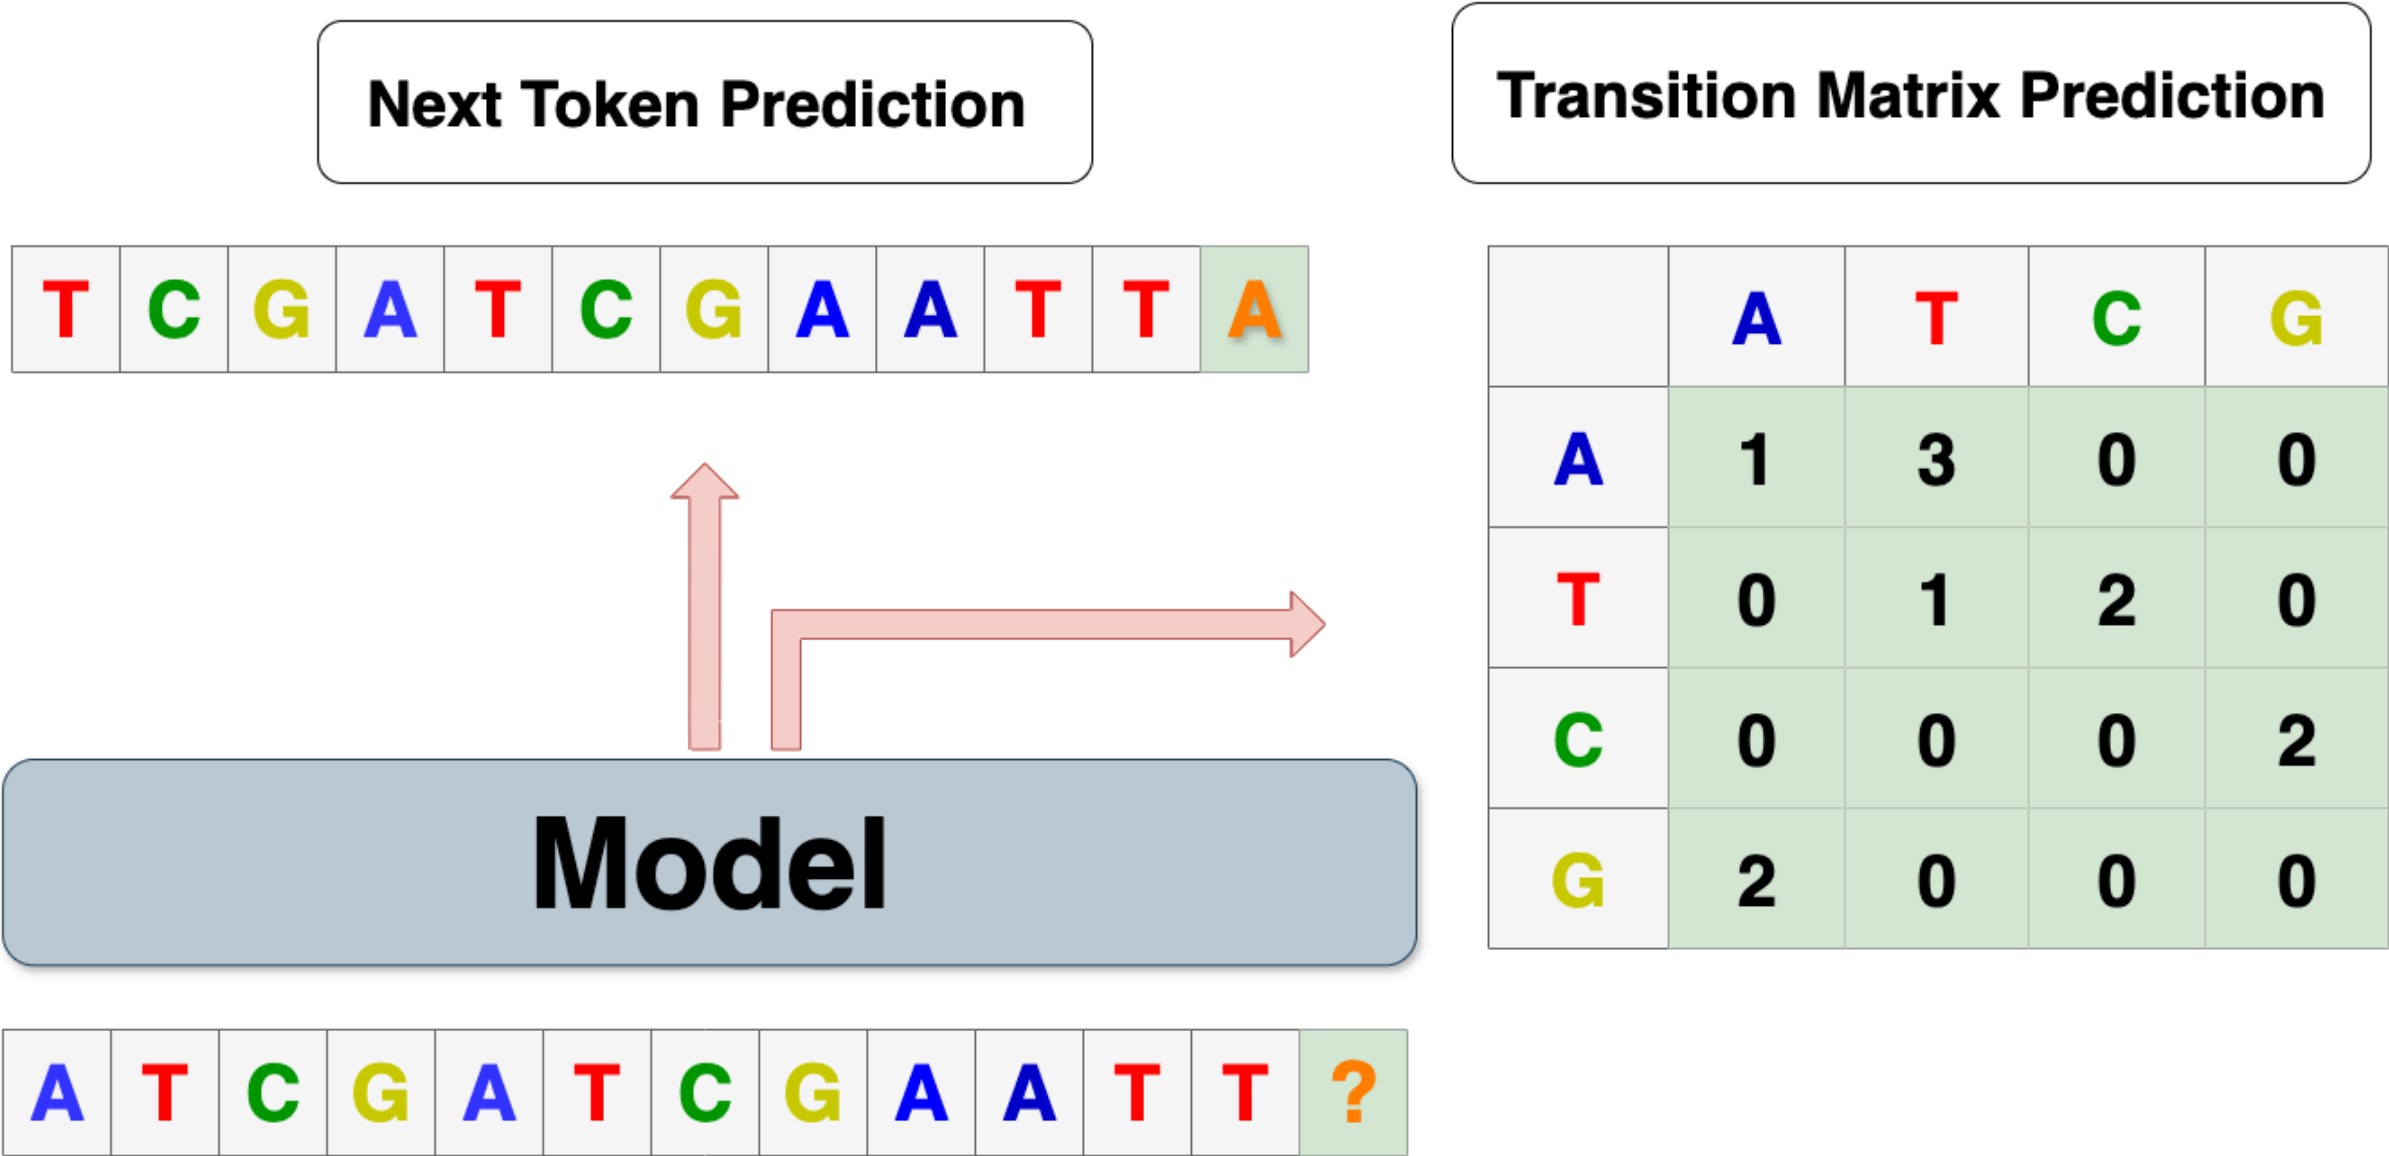 Next Token Prediction
Transition Matrix Prediction
T C G A T C G A A T T A
A T C G
A 1 3 0 0
T 0 1 2 0
C 0 0 0 2
G 2 0 0 0
Model
A T C G A T C G A A T T ?